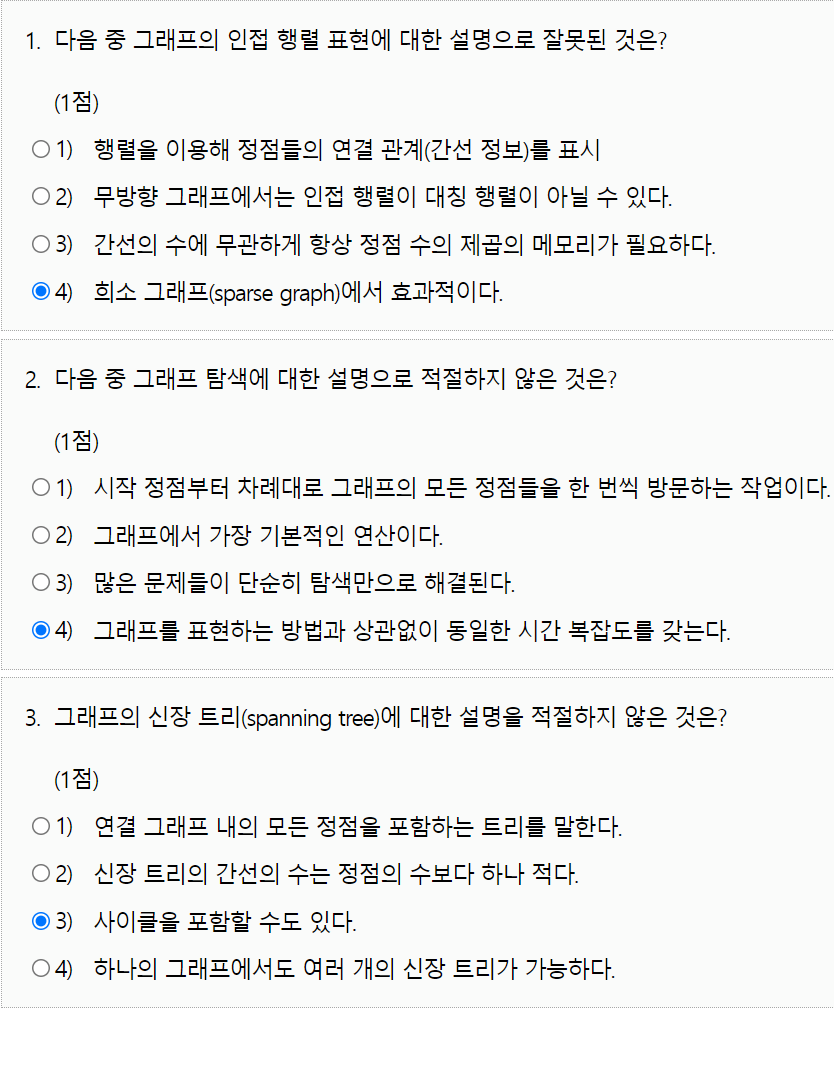 1. 다음 중 그래프의 인접 행렬 표현에 대한 설명으로 잘못된 것은?
(1점)
1) 행렬을 이용해 정점들의 연결 관계(간선 정보)를 표시
2) 무방향 그래프에서는 인접 행렬이 대칭 행렬이 아닐 수 있다.
3) 간선의 수에 무관하게 항상 정점 수의 제곱의 메모리가 필요하다.
4) 희소 그래프(sparse graph)에서 효과적이다.
2. 다음 중 그래프 탐색에 대한 설명으로 적절하지 않은 것은?
(1점)
1) 시작 정점부터 차례대로 그래프의 모든 정점들을 한 번씩 방문하는 작업이다.
2) 그래프에서 가장 기본적인 연산이다.
3) 많은 문제들이 단순히 탐색만으로 해결된다.
4) 그래프를 표현하는 방법과 상관없이 동일한 시간 복잡도를 갖는다.
3. 그래프의 신장 트리(spanning tree)에 대한 설명을 적절하지 않은 것은?
(1점)
1) 연결 그래프 내의 모든 정점을 포함하는 트리를 말한다.
2) 신장 트리의 간선의 수는 정점의 수보다 하나 적다.
3) 사이클을 포함할 수도 있다.
4) 하나의 그래프에서도 여러 개의 신장 트리가 가능하다.